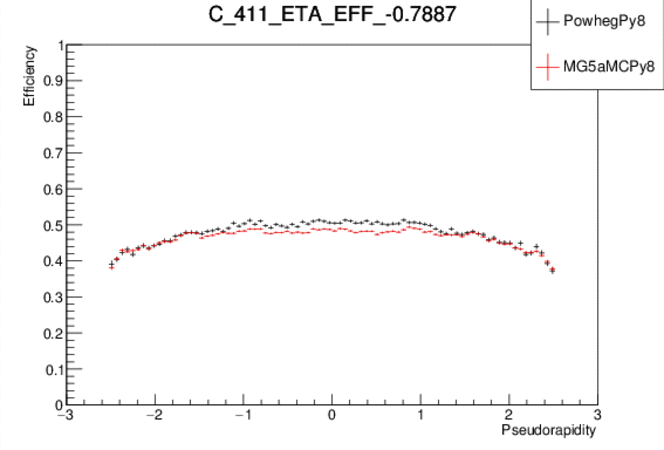 C_411_ETA_EFF_-0.7887
PowhegPy8
MG5aMCPy8
Efficiency
1
0.9
0.8
0.7
0.6
0.5
0.4
0.3
0.2
0.1
0
−3 −2 −1 0 1 2 3
Pseudorapidity